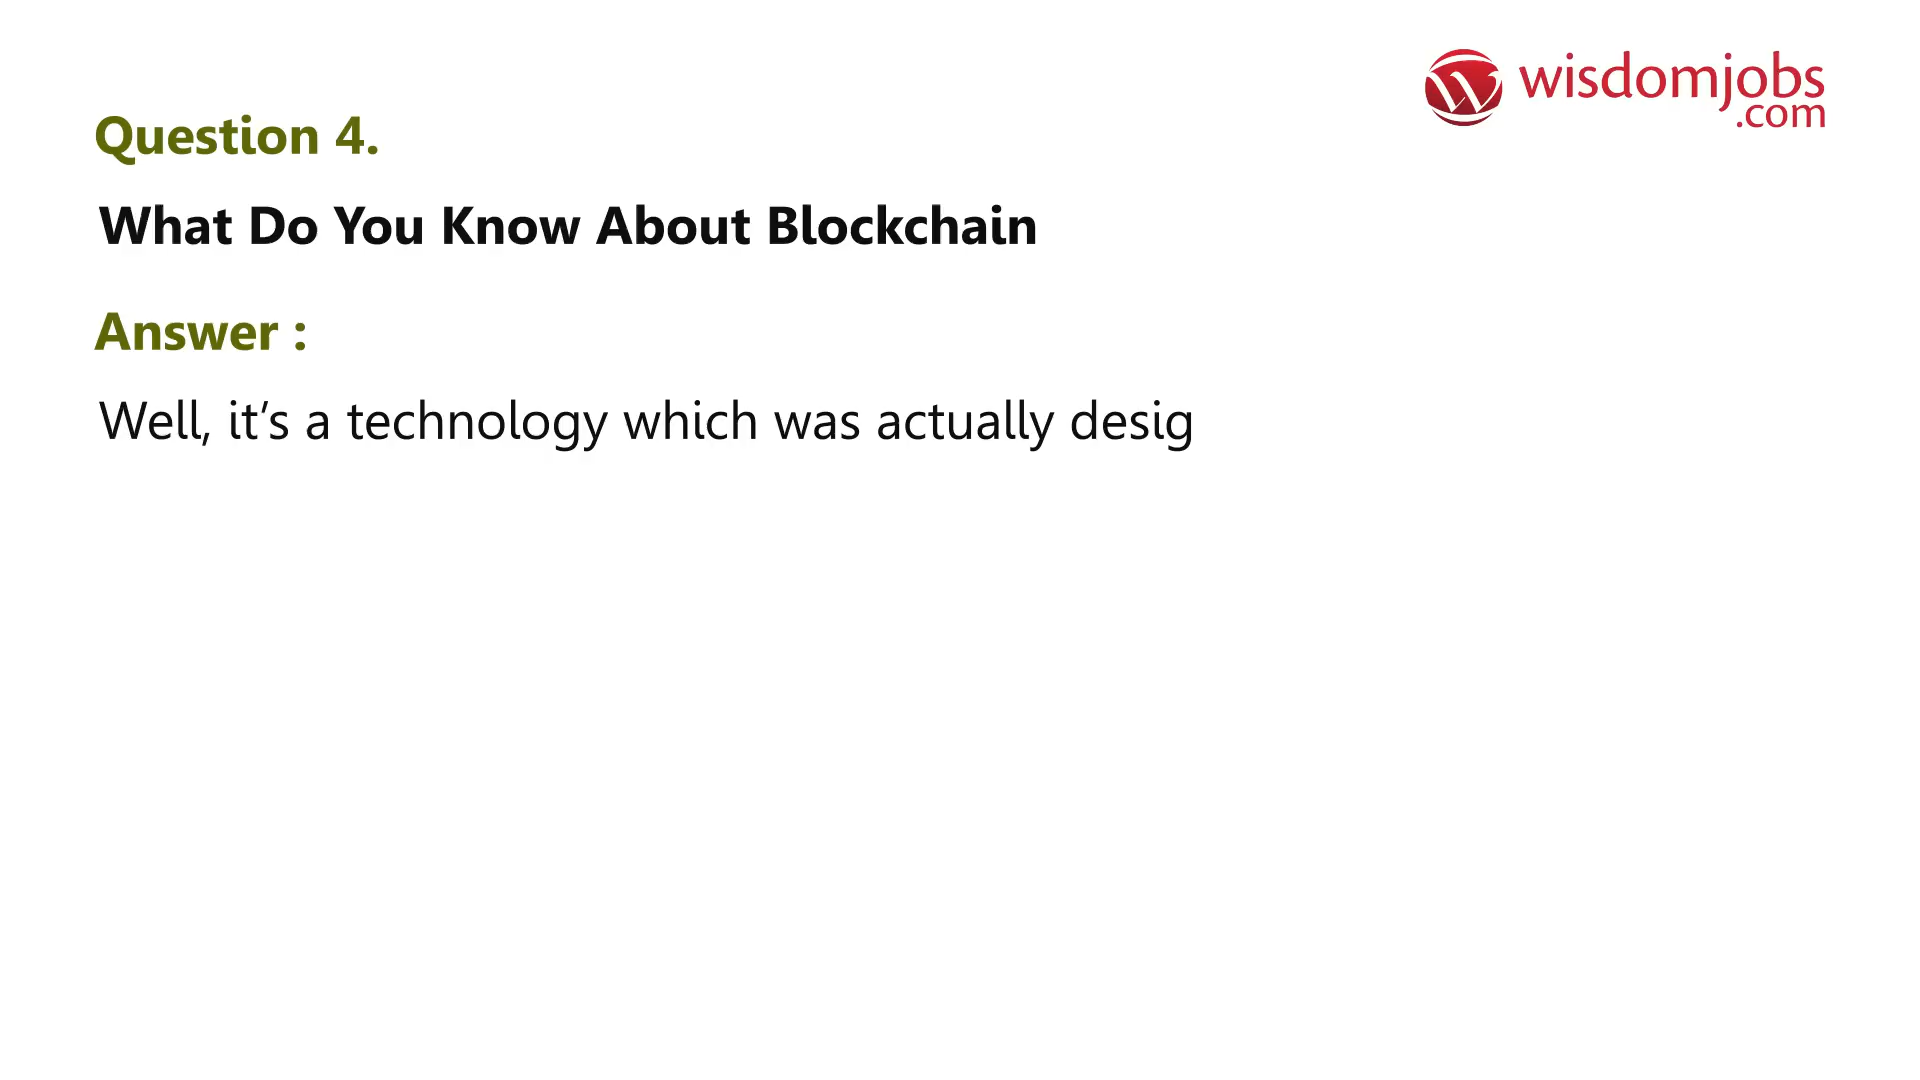 wisdomjobs
.com
Question 4.
What Do You Know About Blockchain
Answer :
Well, it’s a technology which was actually desig